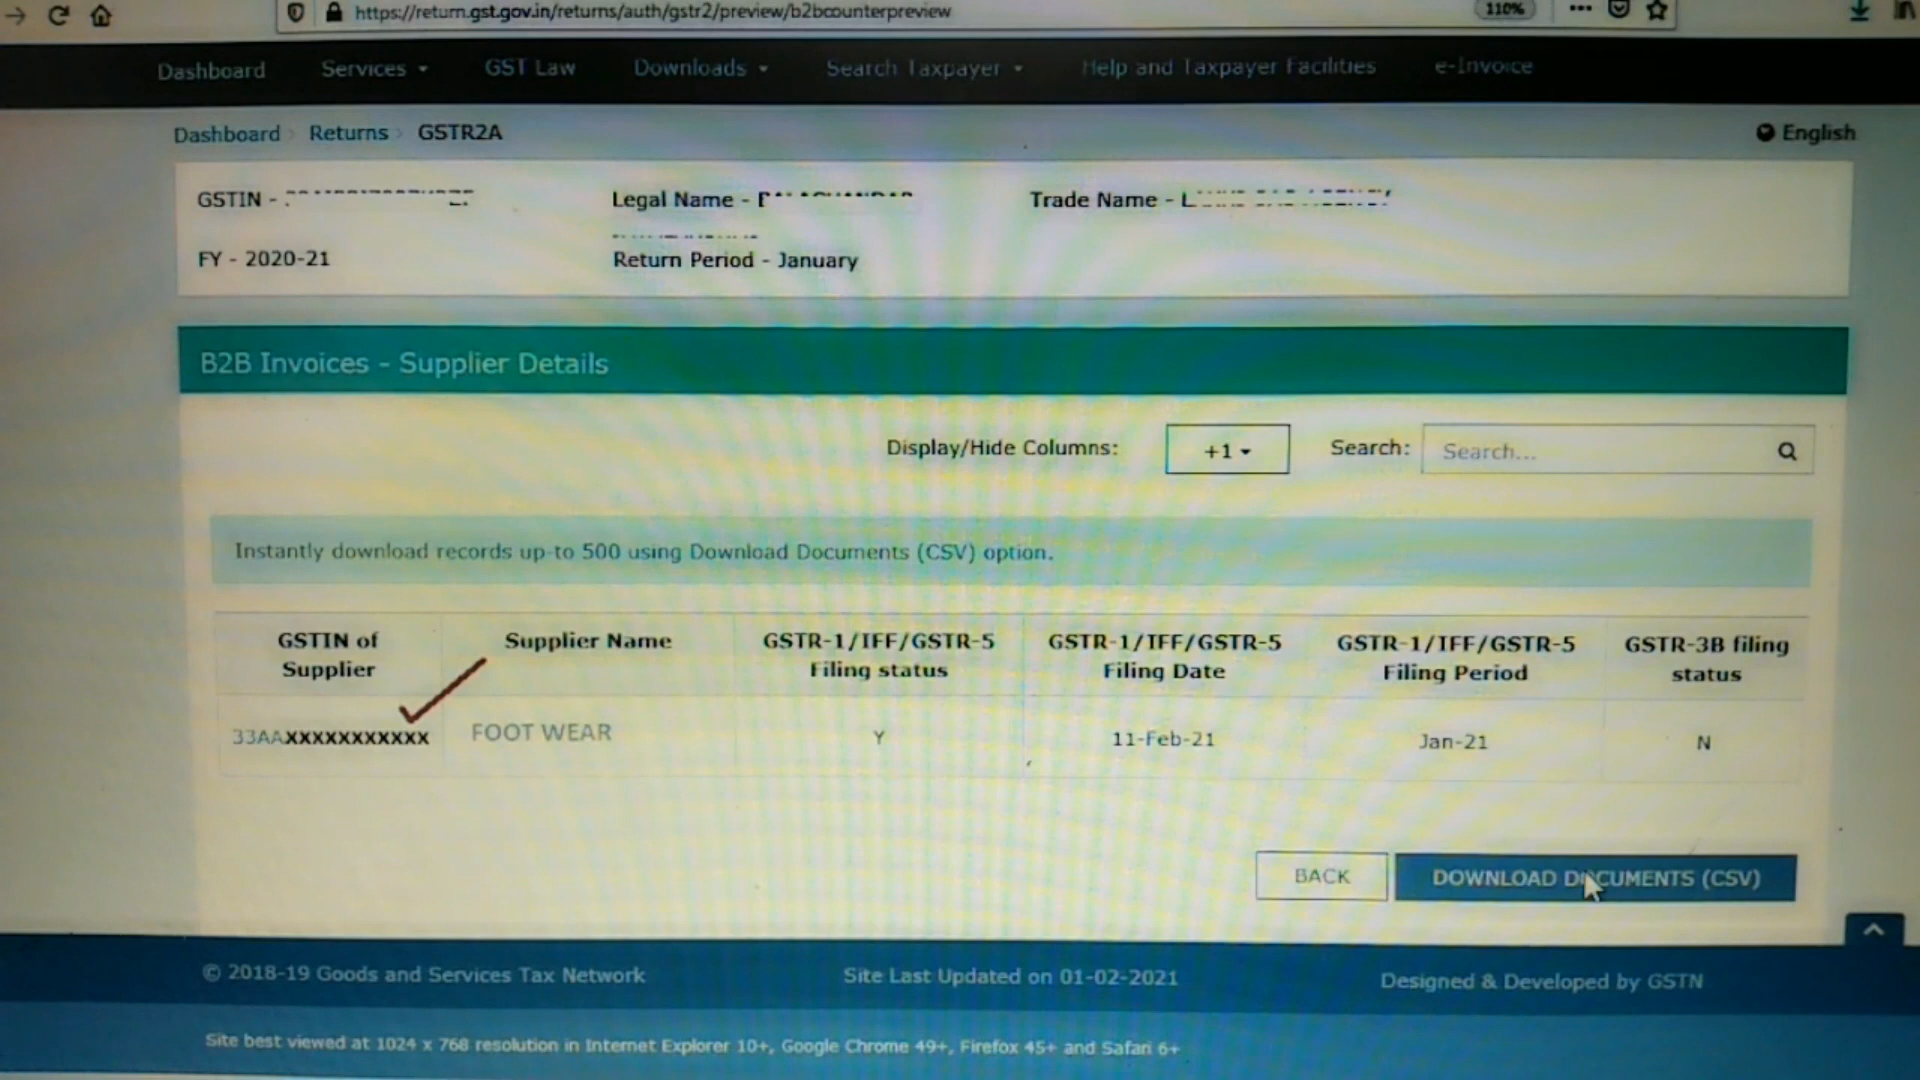 https://return.gst.gov.in/returns/auth/gstr2/preview/b2bcounterpreview
110%
Dashboard Services GST Law Downloads Search Taxpayer Help and Taxpayer Facilities e-Invoice
Dashboard Returns GSTR2A
English
GSTIN - Legal Name - Trade Name -
FY - 2020-21 Return Period - January
B2B Invoices - Supplier Details
Display/Hide Columns: +1 Search: Search...
Instantly download records up-to 500 using Download Documents (CSV) option.
GSTIN of Supplier Name GSTR-1/IFF/GSTR-5 GSTR-1/IFF/GSTR-5 GSTR-1/IFF/GSTR-5 GSTR-3B filing
Supplier Filing status Filing Date Filing Period status
33AAXXXXXXXXXXX FOOT WEAR Y 11-Feb-21 Jan-21 N
BACK DOWNLOAD DOCUMENTS (CSV)
© 2018-19 Goods and Services Tax Network Site Last Updated on 01-02-2021 Designed & Developed by GSTN
Site best viewed at 1024 x 768 resolution in Internet Explorer 10+, Google Chrome 49+, Firefox 45+ and Safari 6+